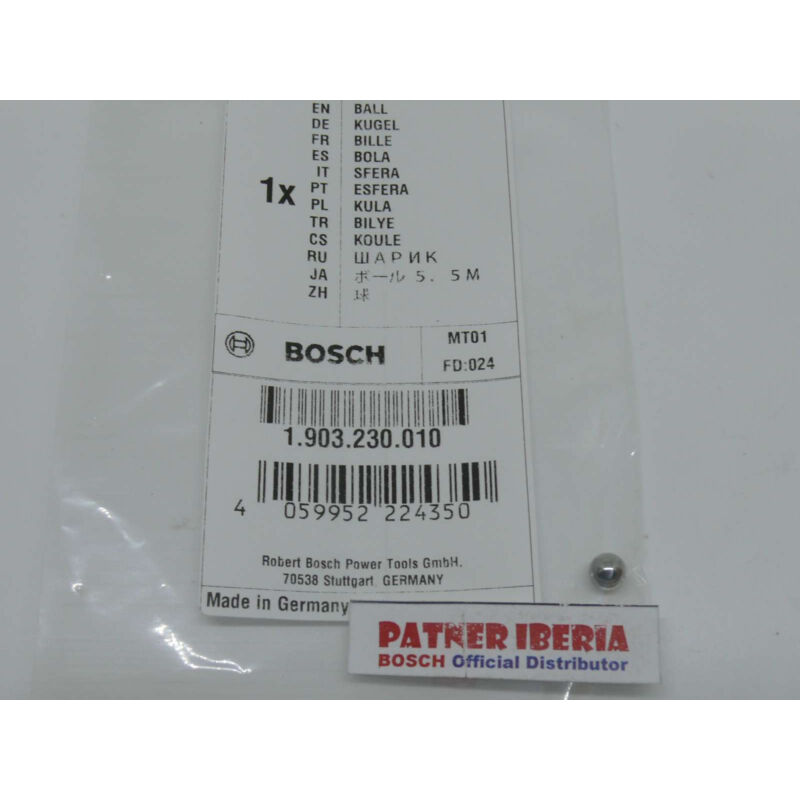 EN BALL
DE KUGEL
FR BILLE
ES BOLA
IT SFERA
1x PT ESFERA
PL KULA
TR BILYE
CS KOULE
RU ШАРИК
JA ボール 5.5M
ZH 球
BOSCH
MT01
FD:024
1.903.230.010
4 059952 224350
Robert Bosch Power Tools GmbH.
70538 Stuttgart, GERMANY
Made in Germany
PATNER IBERIA
BOSCH Official Distributor